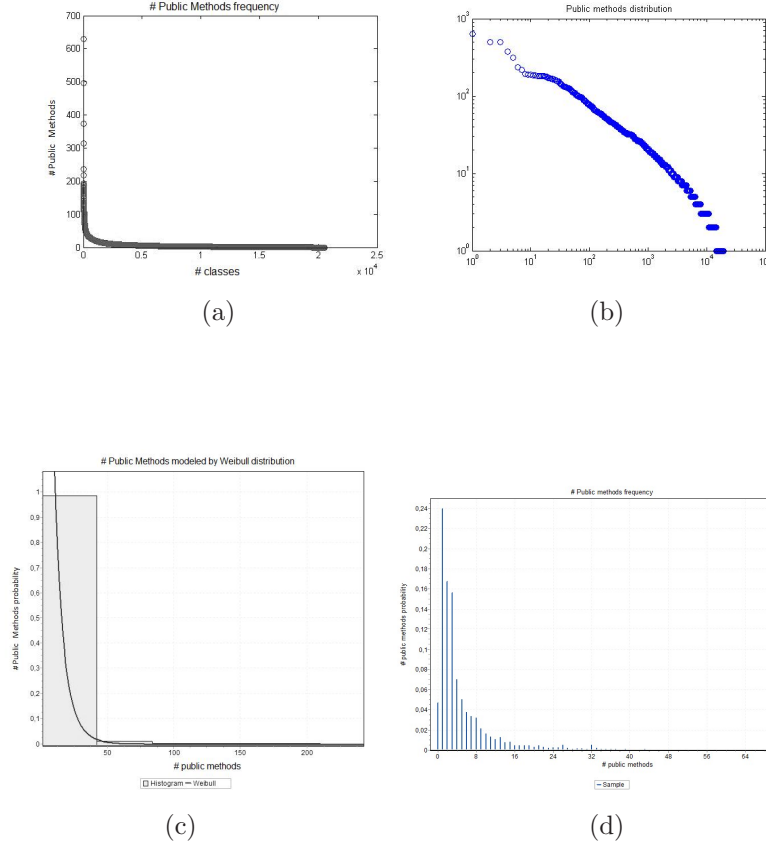 # Public Methods frequency
700
600
500
400
300
200
100
0
# Public Methods
0 0.5 1 1.5 2 2.5
x 10^4
# classes
(a)
Public methods distribution
10^3
10^2
10^1
10^0
10^0 10^1 10^2 10^3 10^4 10^5
(b)
# Public Methods modeled by Weibull distribution
1
0,9
0,8
0,7
0,6
0,5
0,4
0,3
0,2
0,1
0
# Public Methods probability
50 100 150 200
# public methods
Histogram Weibull
(c)
# Public methods frequency
0,24
0,22
0,2
0,18
0,16
0,14
0,12
0,1
0,08
0,06
0,04
0,02
0
# public methods probability
0 8 16 24 32 40 48 56 64
# public methods
Sample
(d)